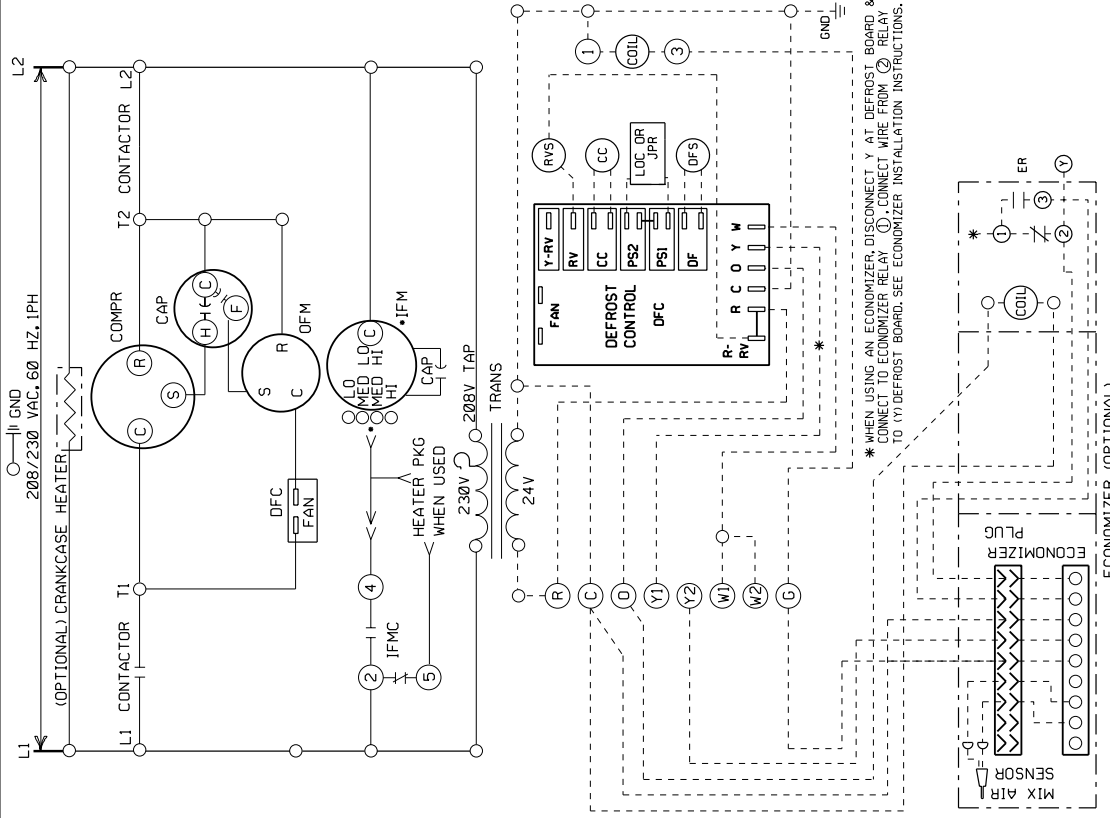 GND
208/230 VAC, 60 HZ, 1PH
L1
L2
(OPTIONAL) CRANKCASE HEATER
L1 CONTACTOR
T1
T2
CONTACTOR L2
COMPR
C
R
S
CAP
H
C
F
OFM
S
C
R
DFC
FAN
IFMC
2
4
5
HEATER PKG
WHEN USED
LO
MED
MED
HI
LO
HI
C
•IFM
CAP
230V
208V TAP
TRANS
24V
R
C
O
Y1
Y2
W1
W2
G
R-
RV
R C O Y W
DEFROST
CONTROL
DFC
FAN
Y-RV
RV
CC
PS2
PS1
DF
RVS
CC
LOC OR
JPR
DFS
1
COIL
3
GND
*
* WHEN USING AN ECONOMIZER, DISCONNECT Y AT DEFROST BOARD &
CONNECT TO ECONOMIZER RELAY 1. CONNECT WIRE FROM 2 RELAY
TO (Y) DEFROST BOARD. SEE ECONOMIZER INSTALLATION INSTRUCTIONS.
MIX AIR
SENSOR
ECONOMIZER
PLUG
COIL
*
1
3
2
ER
Y
ECONOMIZER (OPTIONAL)